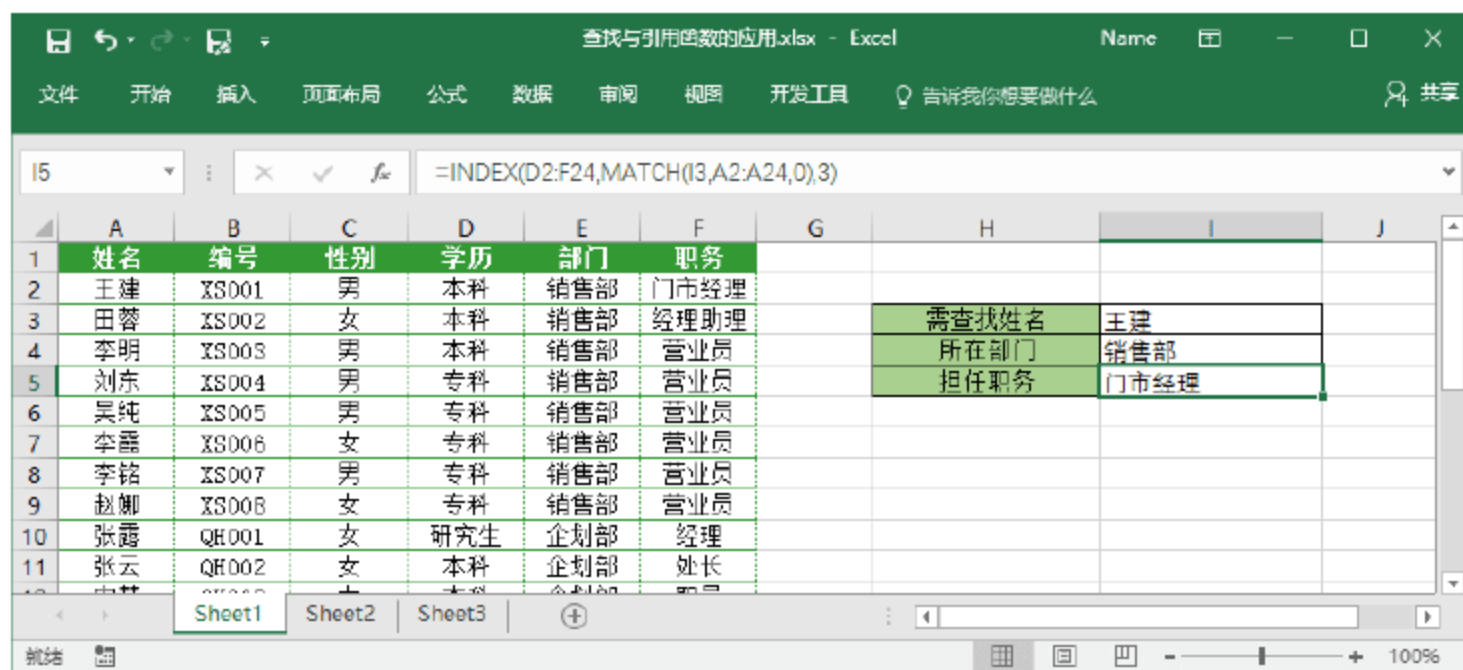 查找与引用函数的应用.xlsx - Excel Name
文件 开始 插入 页面布局 公式 数据 审阅 视图 开发工具 告诉我你想要做什么 共享
I5 fx =INDEX(D2:F24,MATCH(I3,A2:A24,0),3)
A B C D E F G H I J
1 姓名 编号 性别 学历 部门 职务
2 王建 XS001 男 本科 销售部 门市经理
3 田蓉 XS002 女 本科 销售部 经理助理 需查找姓名 王建
4 李明 XS003 男 本科 销售部 营业员 所在部门 销售部
5 刘东 XS004 男 专科 销售部 营业员 担任职务 门市经理
6 吴纯 XS005 男 专科 销售部 营业员
7 李霞 XS006 女 专科 销售部 营业员
8 李铭 XS007 男 专科 销售部 营业员
9 赵娜 XS008 女 专科 销售部 营业员
10 张露 QH001 女 研究生 企划部 经理
11 张云 QH002 女 本科 企划部 处长
Sheet1 Sheet2 Sheet3
就绪 100%